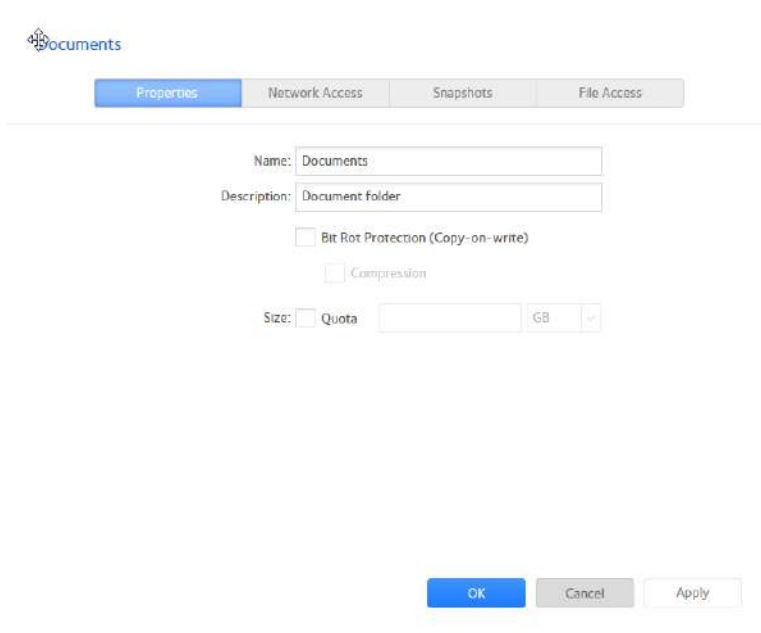 Documents
Properties Network Access Snapshots File Access
Name: Documents
Description: Document folder
Bit Rot Protection (Copy-on-write)
Compression
Size: Quota GB
OK Cancel Apply